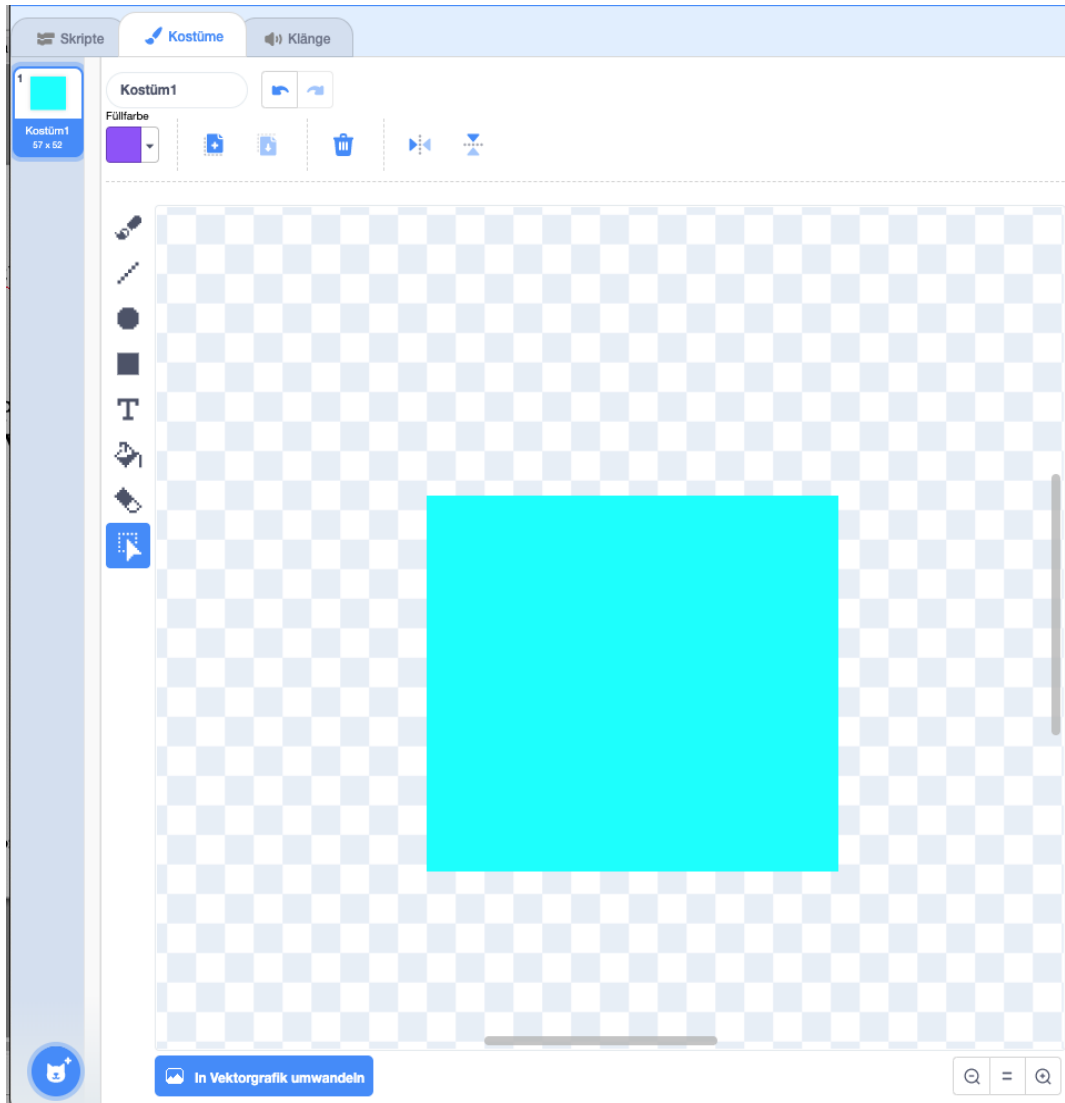 Skripte
Kostüme
Klänge
1
Kostüm1
57 x 52
Kostüm1
Füllfarbe
T
In Vektorgrafik umwandeln